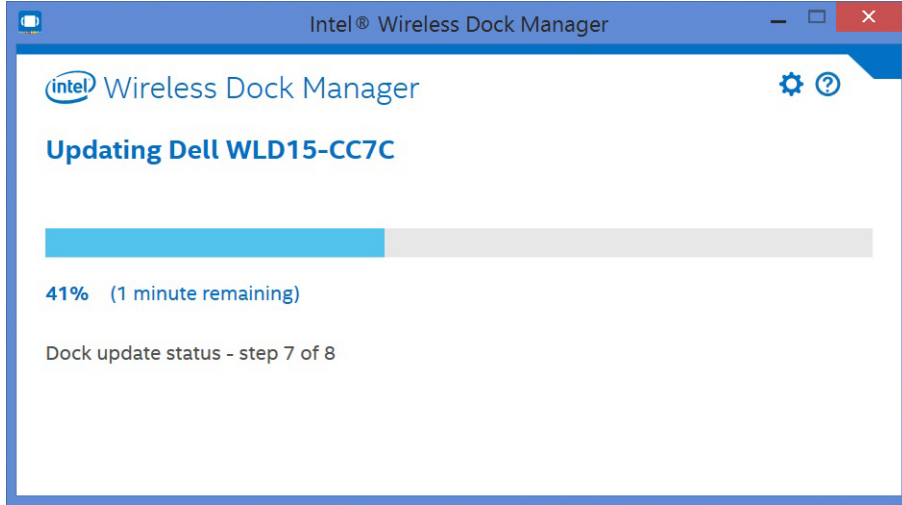 Intel® Wireless Dock Manager
intel Wireless Dock Manager
Updating Dell WLD15-CC7C
41% (1 minute remaining)
Dock update status - step 7 of 8